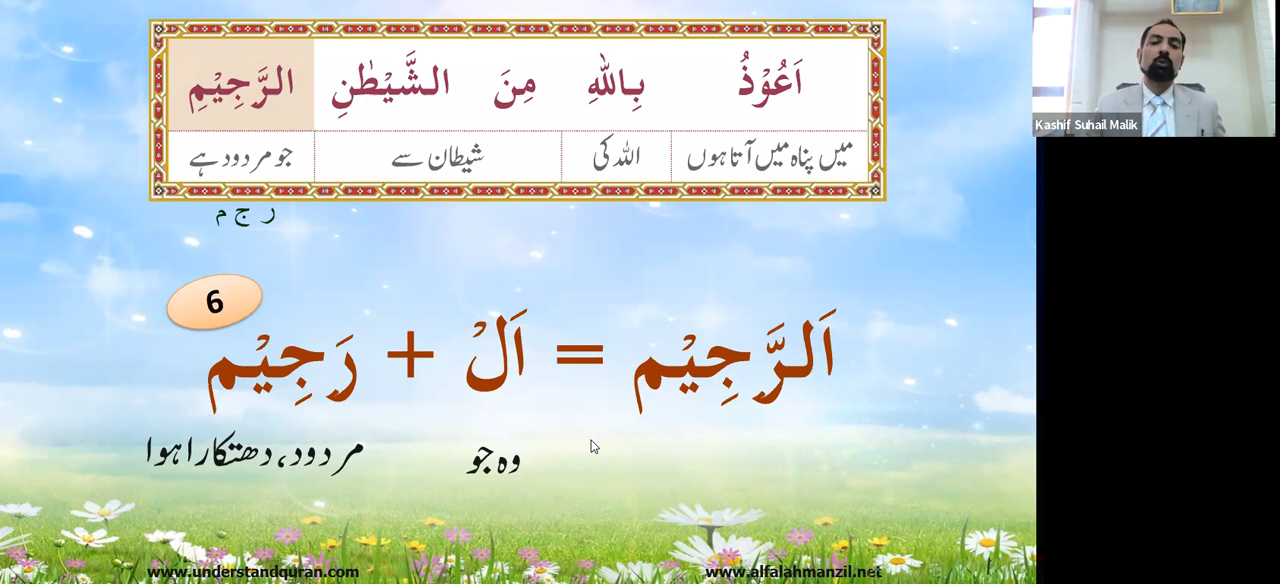 اَعُوْذُ بِاللّٰهِ مِنَ الشَّيْطٰنِ الرَّجِيْمِ
میں پناہ میں آتا ہوں اللہ کی شیطان سے جو مردود ہے
ر ج م
6
اَلرَّجِيْم = اَلْ + رَجِيْم
وہ جو مردود، دھتکارا ہوا
www.understandquran.com www.alfalahmanzil.net
Kashif Suhail Malik